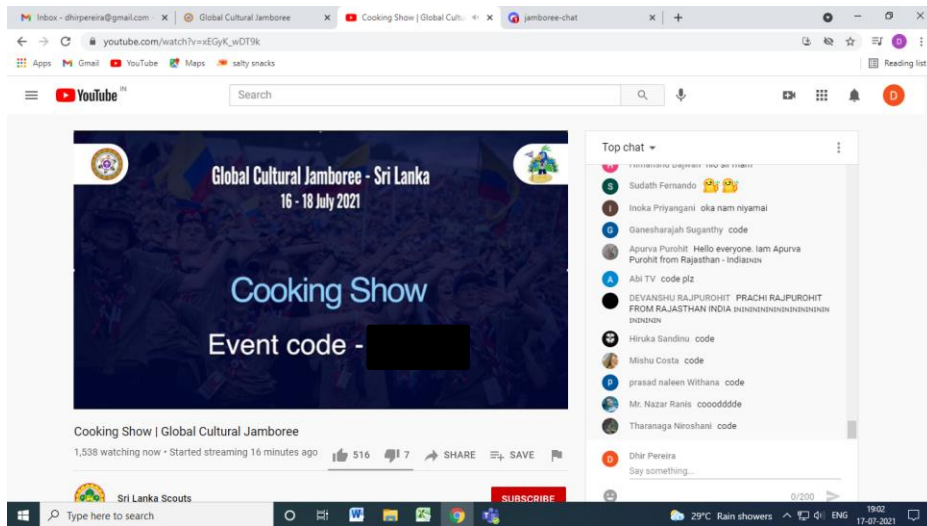 Inbox - dhirpereira@gmail.com -
Global Cultural Jamboree
Cooking Show | Global Cultu
jamboree-chat
youtube.com/watch?v=xEGyK_wDT9k
Apps
Gmail
YouTube
Maps
salty snacks
Reading list
YouTube IN
Search
D
Global Cultural Jamboree - Sri Lanka
16 - 18 July 2021
Cooking Show
Event code -
Cooking Show | Global Cultural Jamboree
1,538 watching now • Started streaming 16 minutes ago
516
7
SHARE
SAVE
Sri Lanka Scouts
SUBSCRIBE
Top chat
Sudath Fernando
Inoka Priyangani oka nam niyamai
Ganesharajah Suganthy code
Apurva Purohit Hello everyone. Iam Apurva
Purohit from Rajasthan - IndiaININ
Abi TV code plz
DEVANSHU RAJPUROHIT PRACHI RAJPUROHIT
FROM RAJASTHAN INDIA
Hiruka Sandinu code
Mishu Costa code
prasad naleen Withana code
Mr. Nazar Ranis cooodddde
Tharanaga Niroshani code
Dhir Pereira
Say something...
0/200
Type here to search
29°C Rain showers
ENG
19:02
17-07-2021